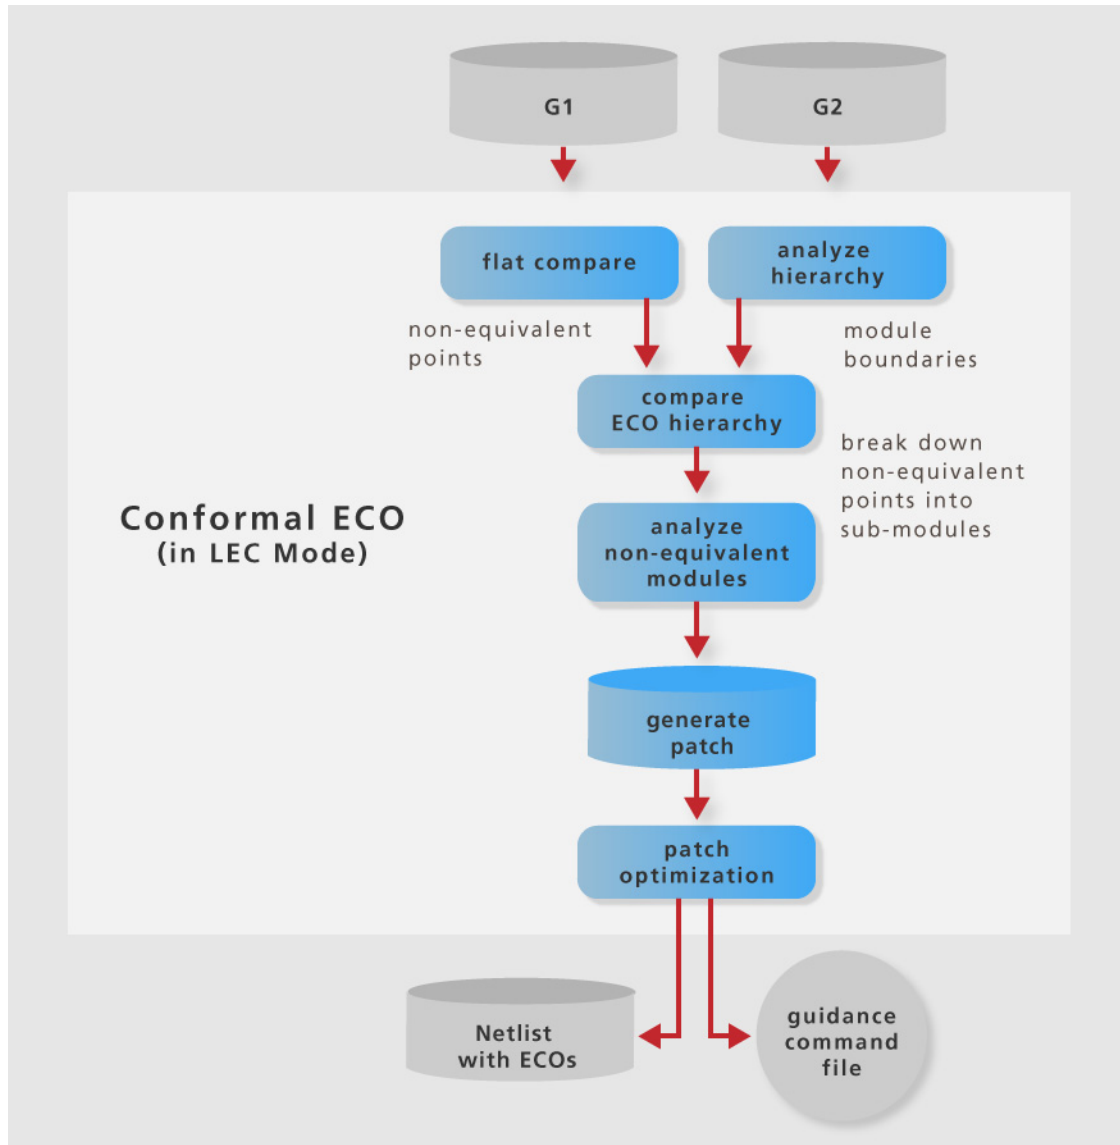 G1
G2
flat compare
analyze
hierarchy
non-equivalent
points
module
boundaries
compare
ECO hierarchy
break down
non-equivalent
points into
sub-modules
Conformal ECO
(in LEC Mode)
analyze
non-equivalent
modules
generate
patch
patch
optimization
Netlist
with ECOs
guidance
command
file